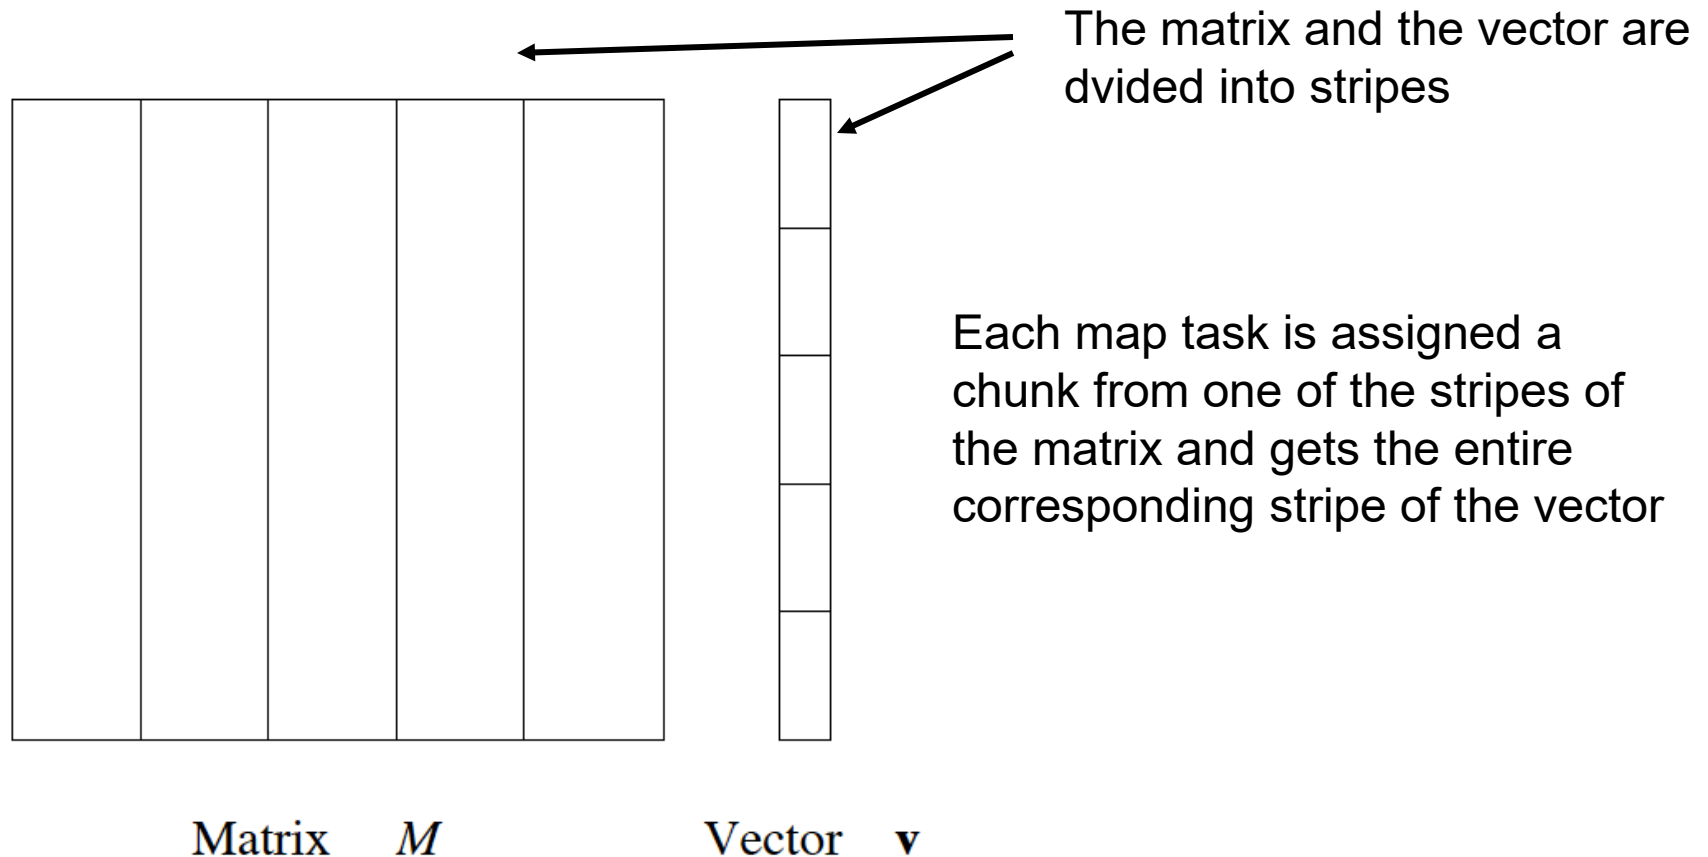 The matrix and the vector are
dvided into stripes
Each map task is assigned a
chunk from one of the stripes of
the matrix and gets the entire
corresponding stripe of the vector
Matrix M
Vector v